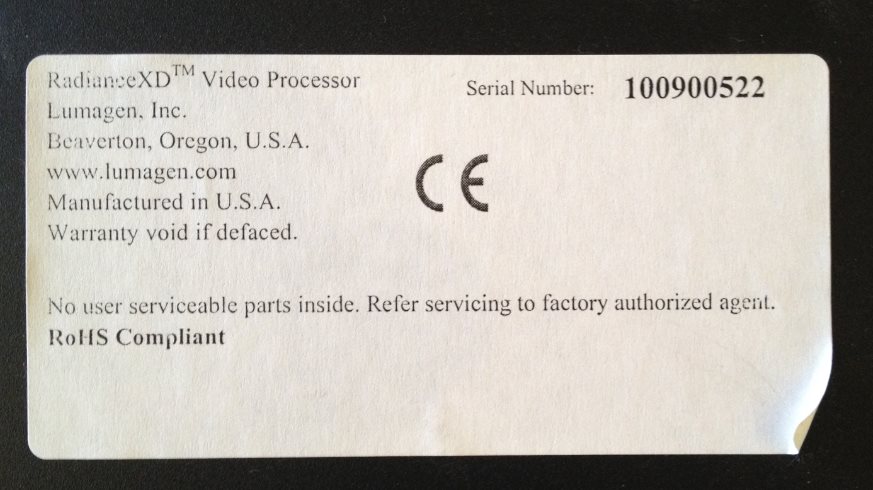 RadianceXD™ Video Processor
Serial Number: 100900522
Lumagen, Inc.
Beaverton, Oregon, U.S.A.
www.lumagen.com
CE
Manufactured in U.S.A.
Warranty void if defaced.
No user serviceable parts inside. Refer servicing to factory authorized agent.
RoHS Compliant